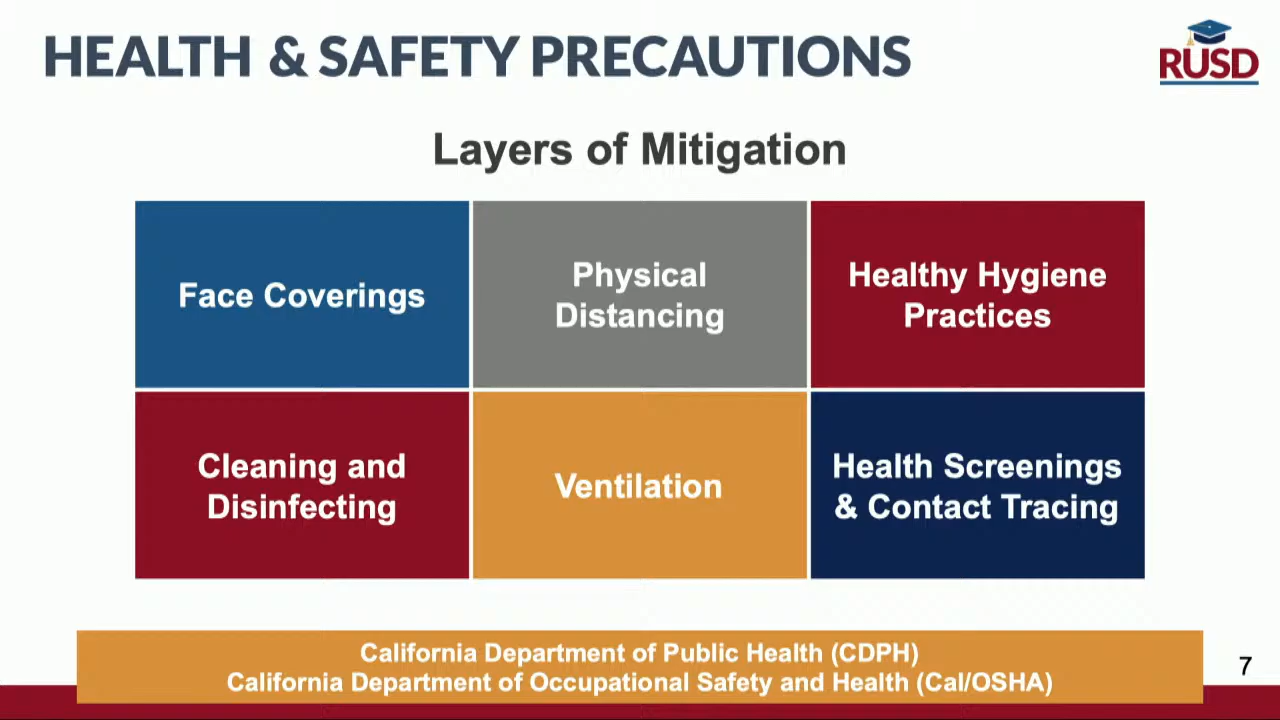 HEALTH & SAFETY PRECAUTIONS
RUSD
Layers of Mitigation
Face Coverings
Physical
Distancing
Healthy Hygiene
Practices
Cleaning and
Disinfecting
Ventilation
Health Screenings
& Contact Tracing
California Department of Public Health (CDPH)
California Department of Occupational Safety and Health (Cal/OSHA)
7